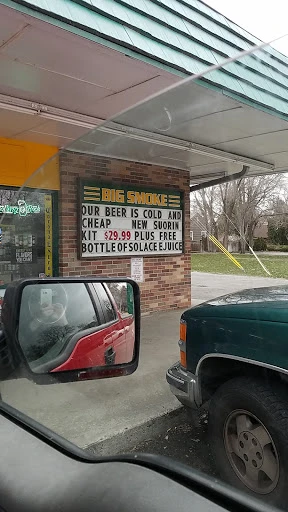 BIG SMOKE
OUR BEER IS COLD AND
CHEAP NEW SUORIN
KIT $29.99 PLUS FREE
BOTTLE OF SOLACE EJUICE